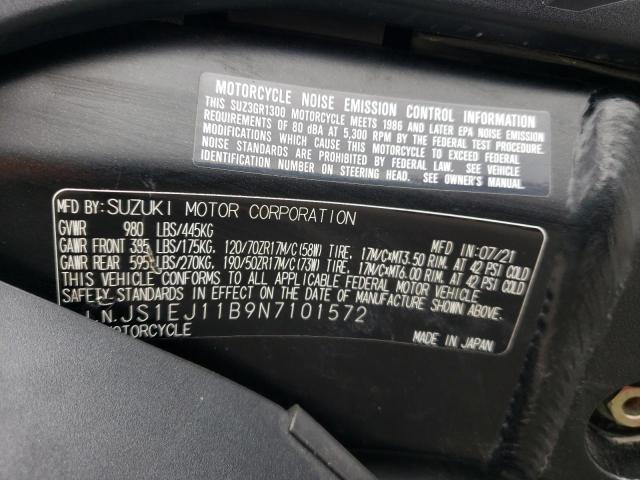 MOTORCYCLE NOISE EMISSION CONTROL INFORMATION
THIS SUZ3GR1300 MOTORCYCLE MEETS 1986 AND LATER EPA NOISE EMISSION
REQUIREMENTS OF 80 dBA AT 5,300 RPM BY THE FEDERAL TEST PROCEDURE.
MODIFICATIONS WHICH CAUSE THIS MOTORCYCLE TO EXCEED FEDERAL
NOISE STANDARDS ARE PROHIBITED BY FEDERAL LAW. SEE VEHICLE
IDENTIFICATION NUMBER ON STEERING HEAD. SEE OWNER'S MANUAL.
MFD BY: SUZUKI MOTOR CORPORATION
IN: 07/21
GVWR 980 LBS/445KG
GAWR FRONT 385 LBS/175KG, 120/70ZR17M/C(58W) TIRE, 17M/CxMT3.50 RIM. AT 42 PSI COLD
GAWR REAR 595 LBS/270KG, 190/50ZR17M/C(73W) TIRE, 17M/CxMT6.00 RIM. AT 42 PSI COLD
THIS VEHICLE CONFORMS TO ALL APPLICABLE FEDERAL MOTOR VEHICLE
SAFETY STANDARDS IN EFFECT ON THE DATE OF MANUFACTURE SHOWN ABOVE.
I.N.JS1EJ11B9N7101572
MOTORCYCLE
MADE IN JAPAN